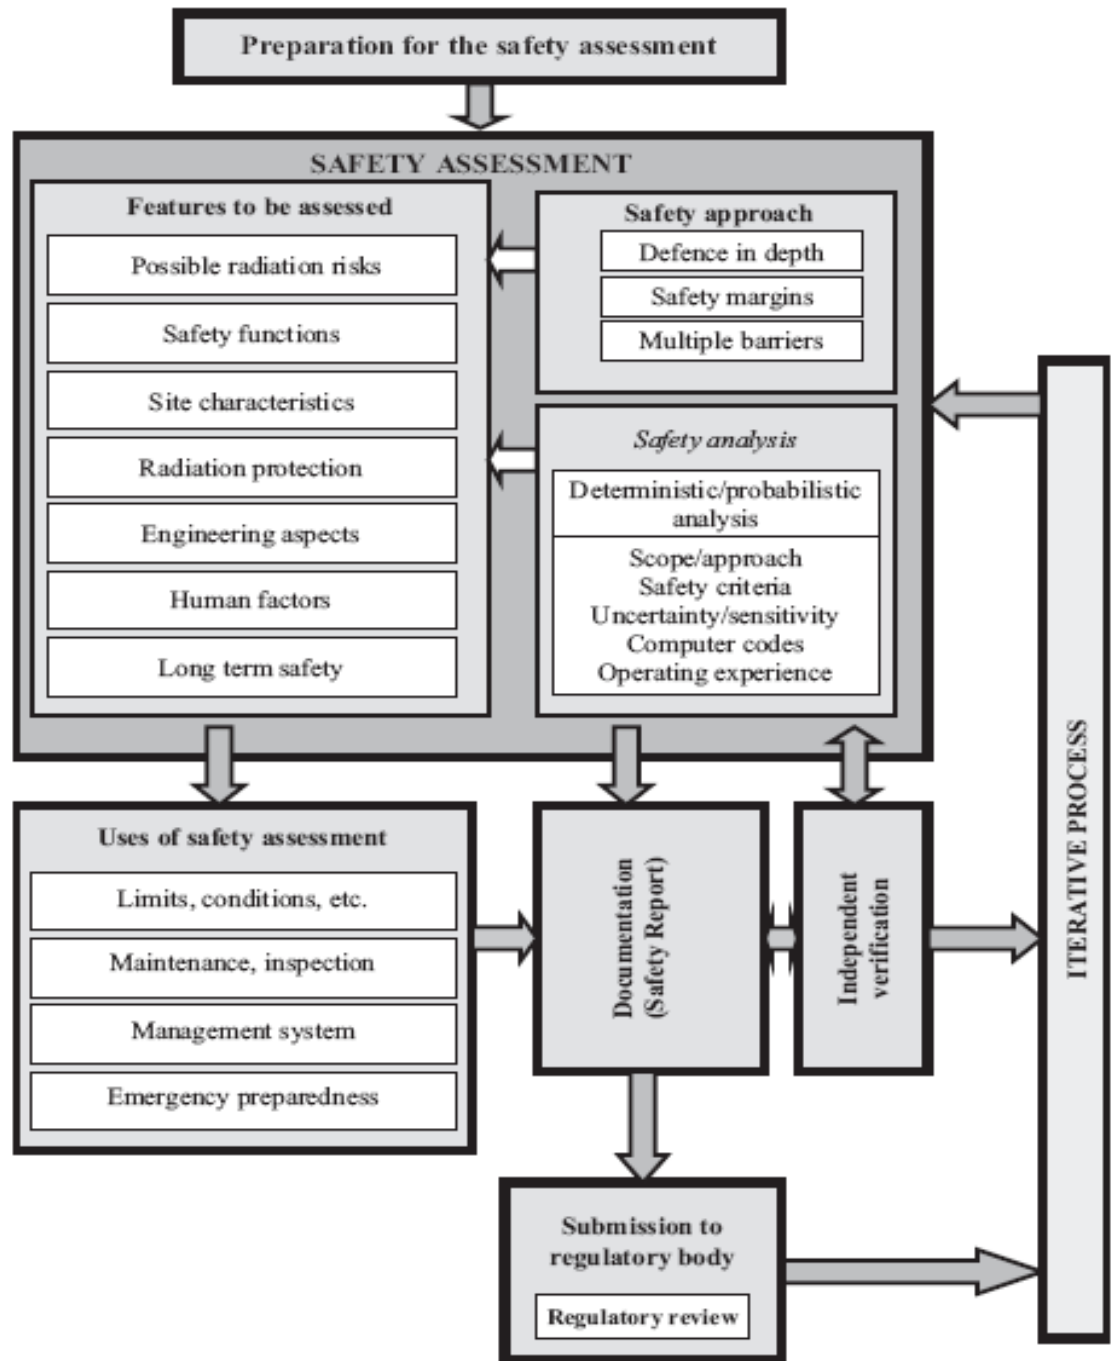 Preparation for the safety assessment
SAFETY ASSESSMENT
Features to be assessed
Possible radiation risks
Safety functions
Site characteristics
Radiation protection
Engineering aspects
Human factors
Long term safety
Safety approach
Defence in depth
Safety margins
Multiple barriers
Safety analysis
Deterministic/probabilistic
analysis
Scope/approach
Safety criteria
Uncertainty/sensitivity
Computer codes
Operating experience
Uses of safety assessment
Limits, conditions, etc.
Maintenance, inspection
Management system
Emergency preparedness
Documentation
(Safety Report)
Independent
verification
ITERATIVE PROCESS
Submission to
regulatory body
Regulatory review